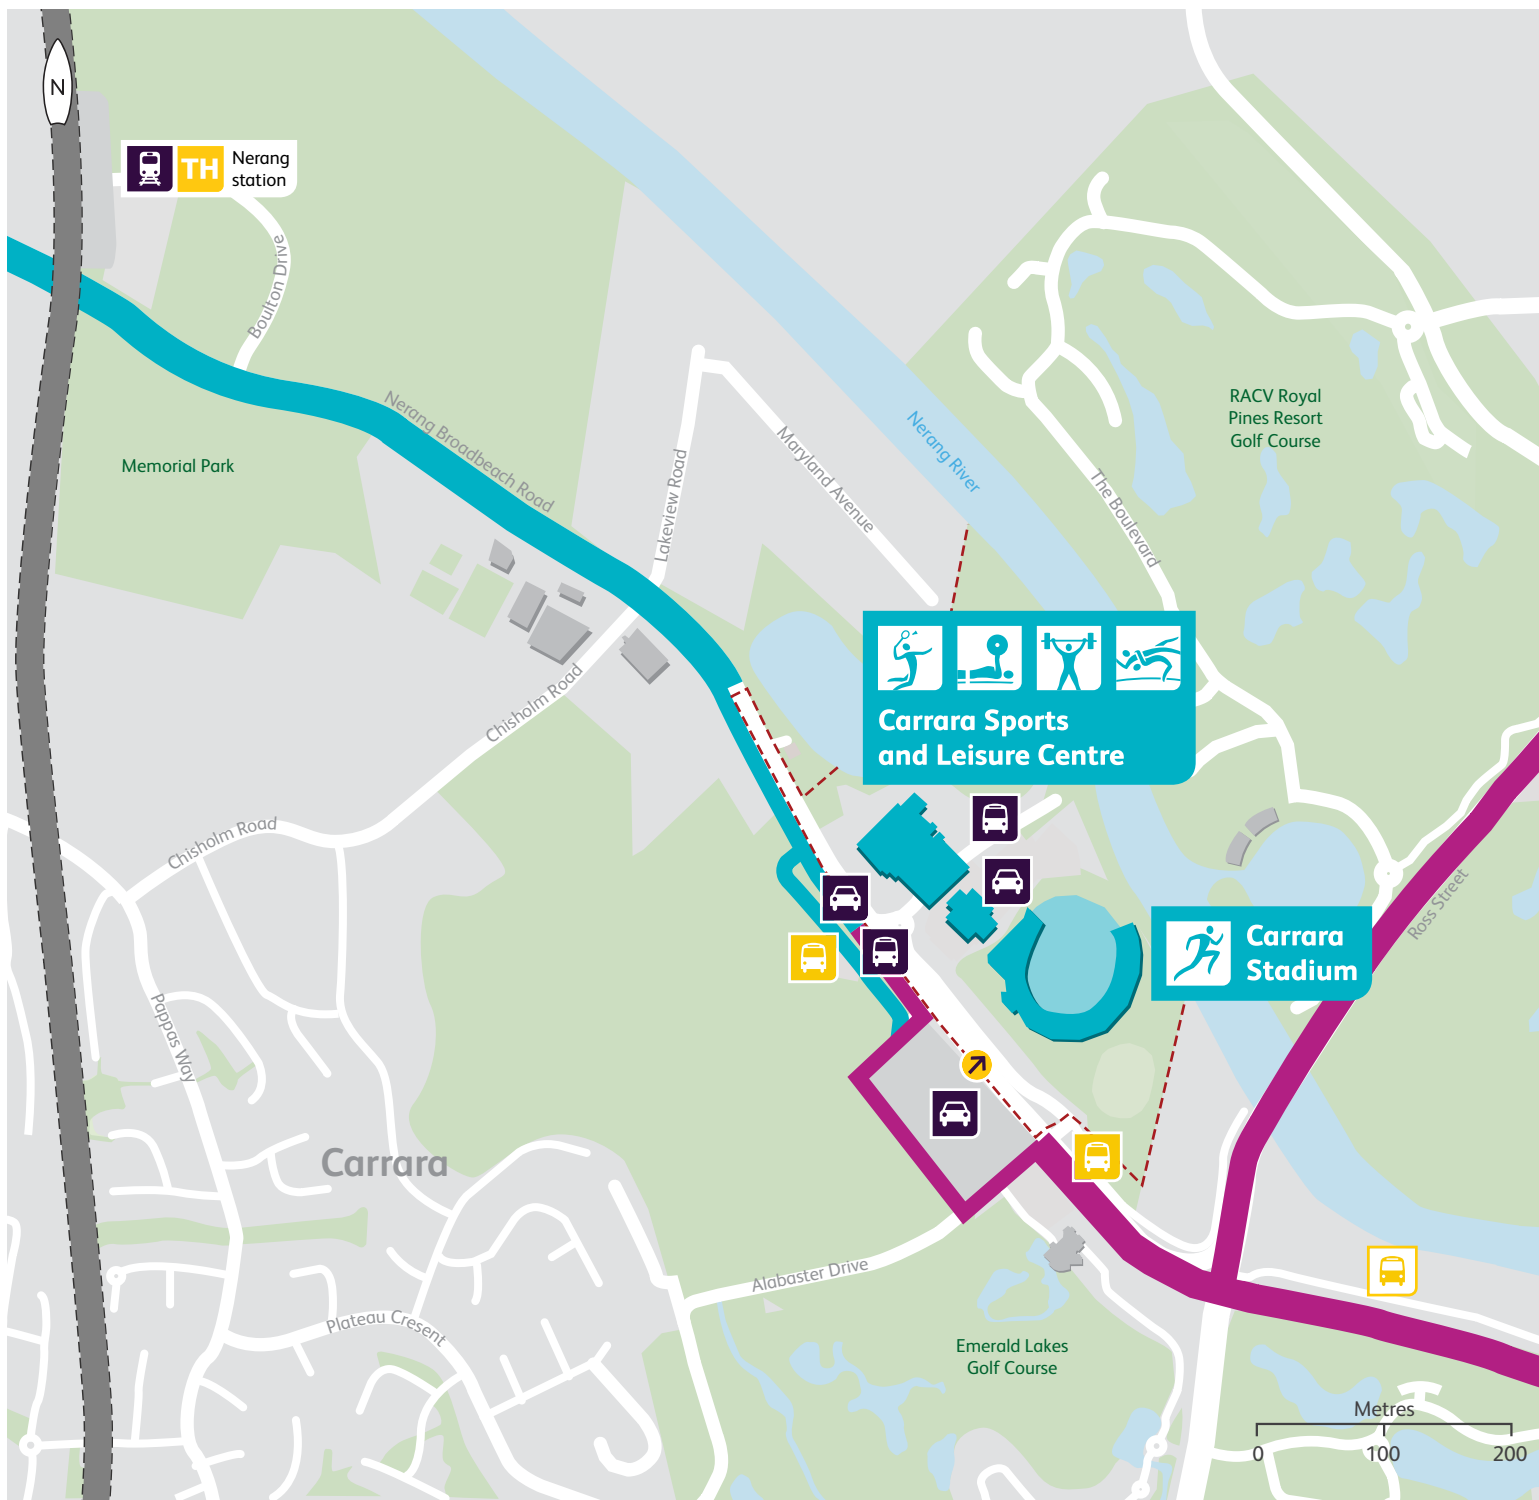 N
TH
Nerang
station
Boulton Drive
Nerang Broadbeach Road
Memorial Park
Lakeview Road
Maryland Avenue
Nerang River
The Boulevard
RACV Royal
Pines Resort
Golf Course
Carrara Sports
and Leisure Centre
Chisholm Road
Chisholm Road
Ross Street
Carrara
Stadium
Pappas Way
Carrara
Alabaster Drive
Plateau Cresent
Emerald Lakes
Golf Course
Metres
0 100 200